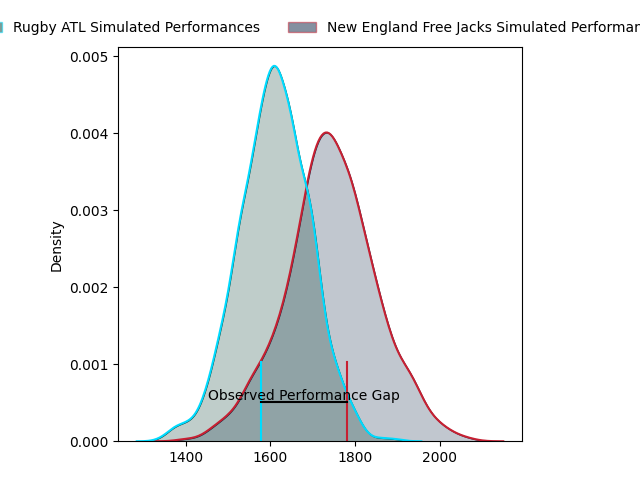 Rugby ATL Simulated Performances
New England Free Jacks Simulated
0.005
0.004
0.003
0.002
0.001
0.000
Density
Observed Performance Gap
1400
1600
1800
2000